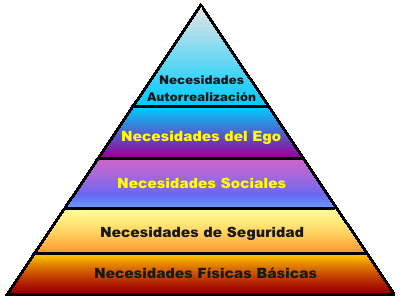 Necesidades
Autorrealización
Necesidades del Ego
Necesidades Sociales
Necesidades de Seguridad
Necesidades Físicas Básicas